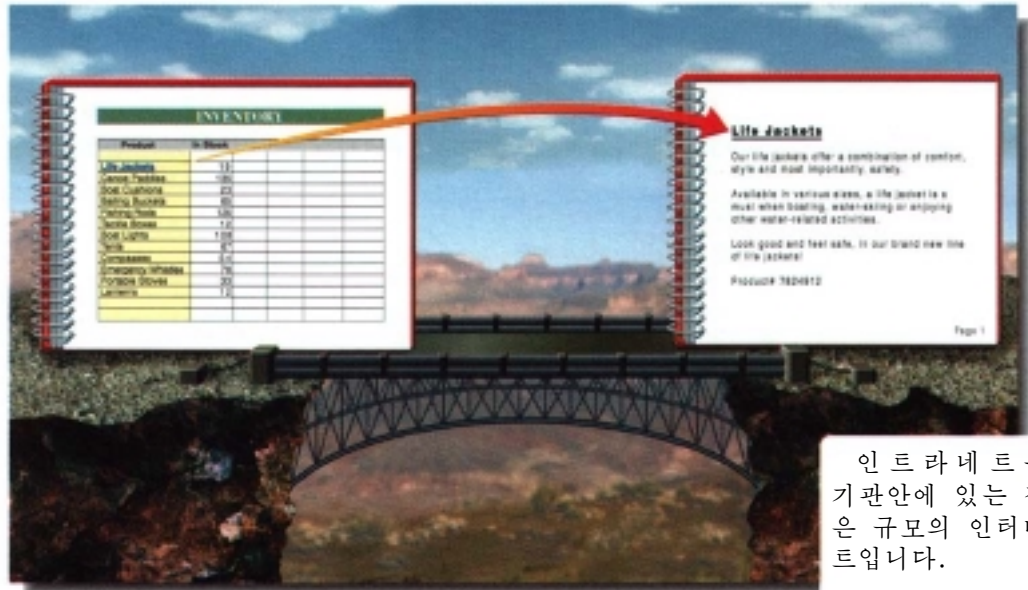 INVENTORY
Product In Stock
Life Jackets
Canoe Paddles
Boat Cushions 23
Bailing Buckets
Fishing Rods
Tackle Boxes
Boat Lights
Tents
Compasses
Emergency Whistles
Portable Stoves
Lanterns
Life Jackets
Our life jackets offer a combination of comfort,
style and most importantly, safety.
Available in various sizes, a life jacket is a
must when boating, water-skiing or enjoying
other water-related activities.
Look good and feel safe, in our brand new line
of life jackets!
Product# 7824912
Page 1
인트라네트
기관안에 있는
은 규모의
트입니다.